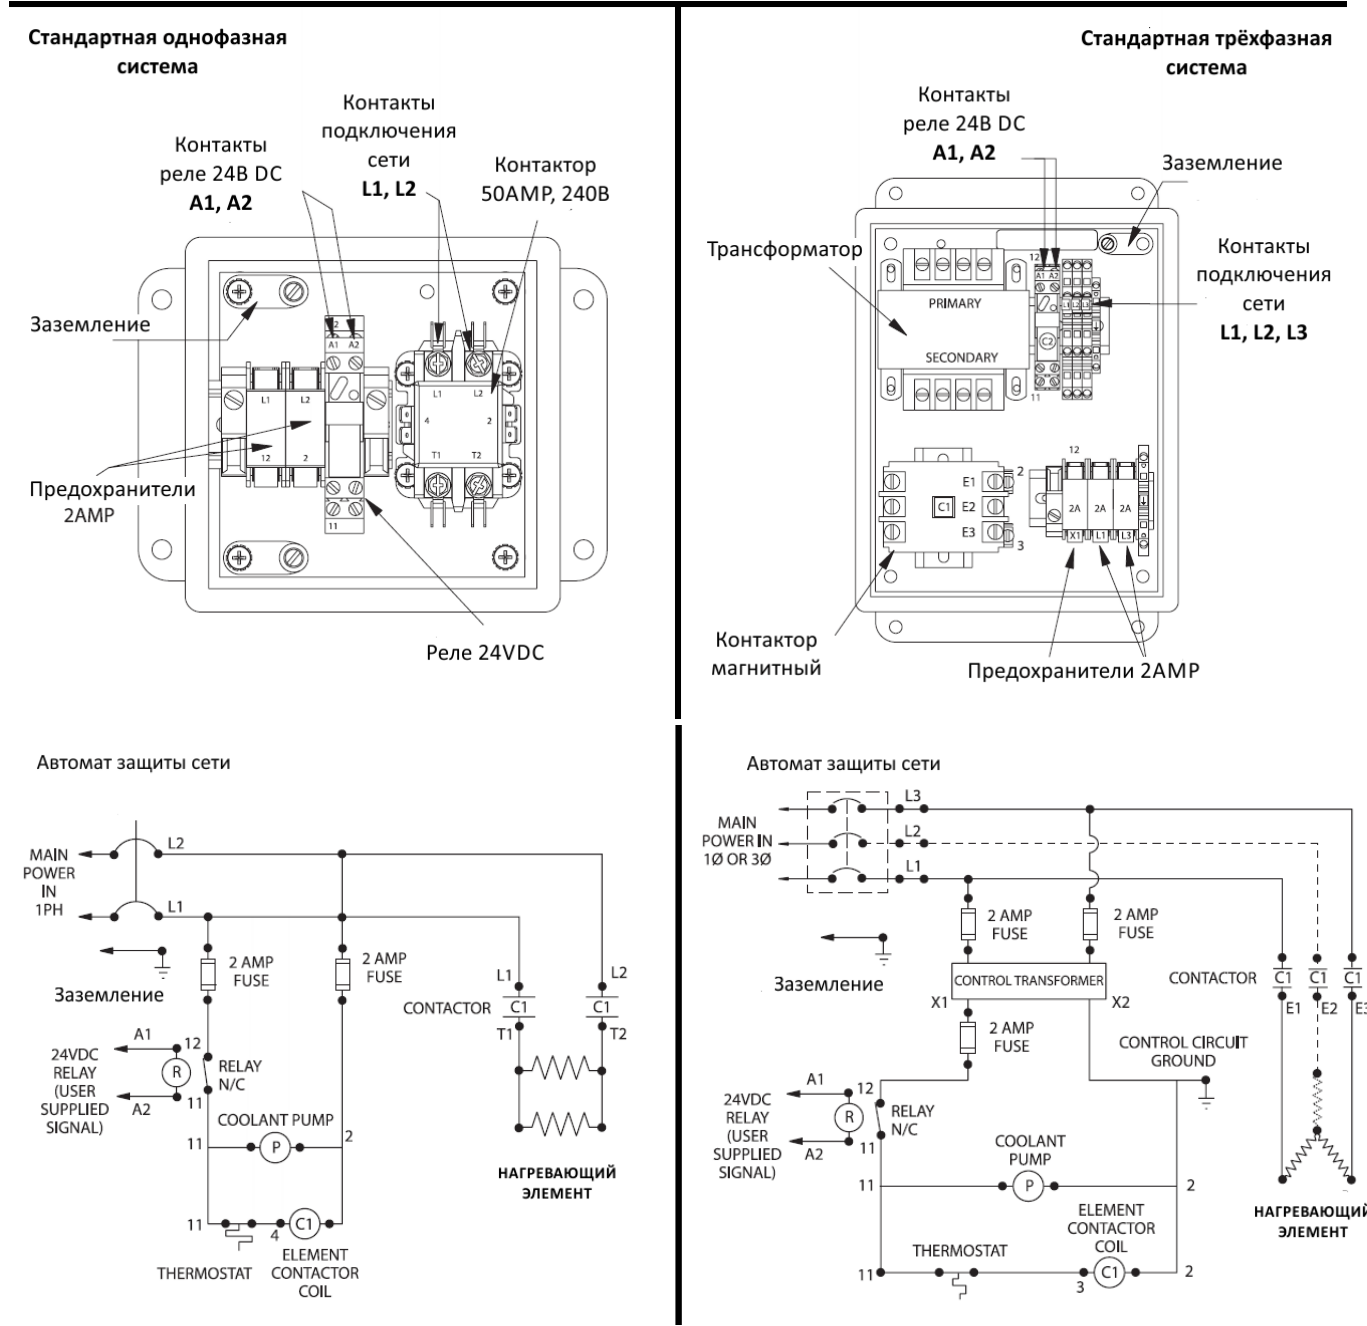 Стандартная однофазная
система
Контакты
подключения
сети
L1, L2
Контакты
реле 24В DC
A1, A2
Контактор
50AMP, 240В
Заземление
A1
A2
L1
L2
12
2
L1
L2
4
2
T1
T2
11
Предохранители
2AMP
Реле 24VDC
Стандартная трёхфазная
система
Контакты
реле 24В DC
A1, A2
Заземление
Трансформатор
Контакты
подключения
сети
L1, L2, L3
12
A1 A2
PRIMARY
SECONDARY
L1 L2 L3
C2
11
12
E1
2
C1
E2
E3
3
2A
2A
2A
X1
L1
L3
Контактор
магнитный
Предохранители 2AMP
Автомат защиты сети
L2
MAIN
POWER
IN
1PH
L1
2 AMP
FUSE
2 AMP
FUSE
Заземление
L1
L2
CONTACTOR
C1
C1
T1
T2
A1
12
24VDC
RELAY
(USER
SUPPLIED
SIGNAL)
R
RELAY
N/C
A2
11
COOLANT PUMP
11
P
2
НАГРЕВАЮЩИЙ
ЭЛЕМЕНТ
11
4
C1
THERMOSTAT
ELEMENT
CONTACTOR
COIL
Автомат защиты сети
L3
MAIN
POWER IN
1Ø OR 3Ø
L2
L1
2 AMP
FUSE
2 AMP
FUSE
Заземление
CONTROL TRANSFORMER
X1
X2
CONTACTOR
C1
C1
C1
E1
E2
E3
2 AMP
FUSE
CONTROL CIRCUIT
GROUND
A1
12
24VDC
RELAY
(USER
SUPPLIED
SIGNAL)
R
RELAY
N/C
A2
11
COOLANT
PUMP
11
P
2
НАГРЕВАЮЩИЙ
ЭЛЕМЕНТ
ELEMENT
CONTACTOR
COIL
THERMOSTAT
11
3
C1
2